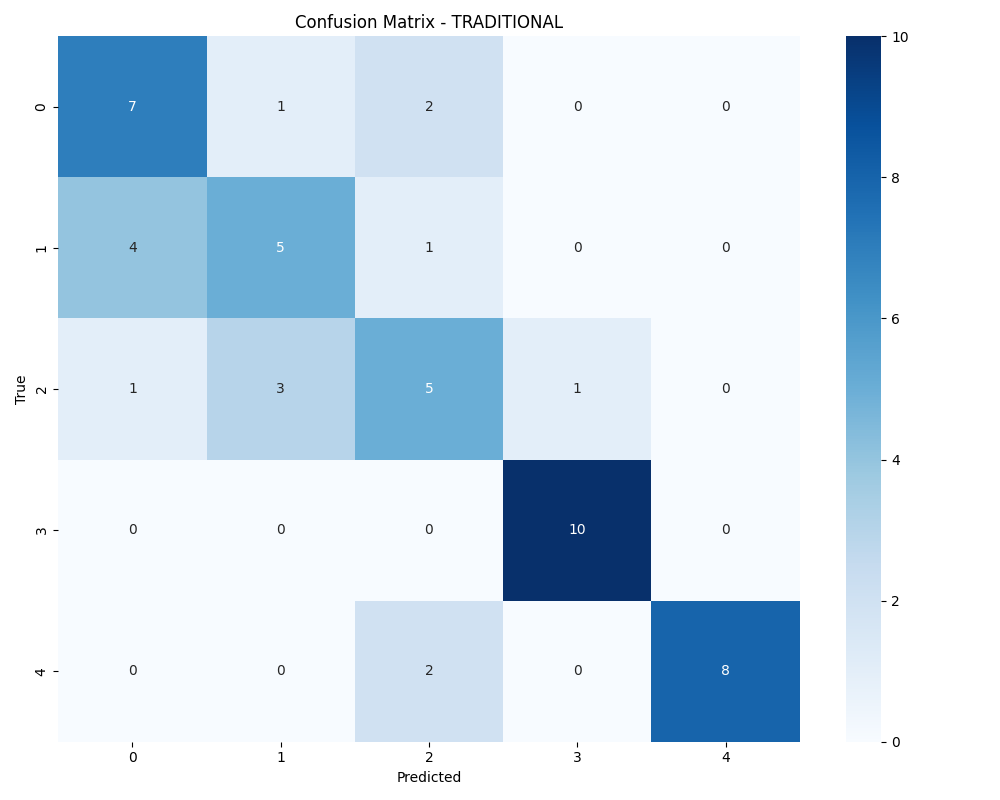 Confusion Matrix - TRADITIONAL
0 7 1 2 0 0
1 4 5 1 0 0
2 1 3 5 1 0
3 0 0 0 10 0
4 0 0 2 0 8
0 1 2 3 4
Predicted
True
10
8
6
4
2
0